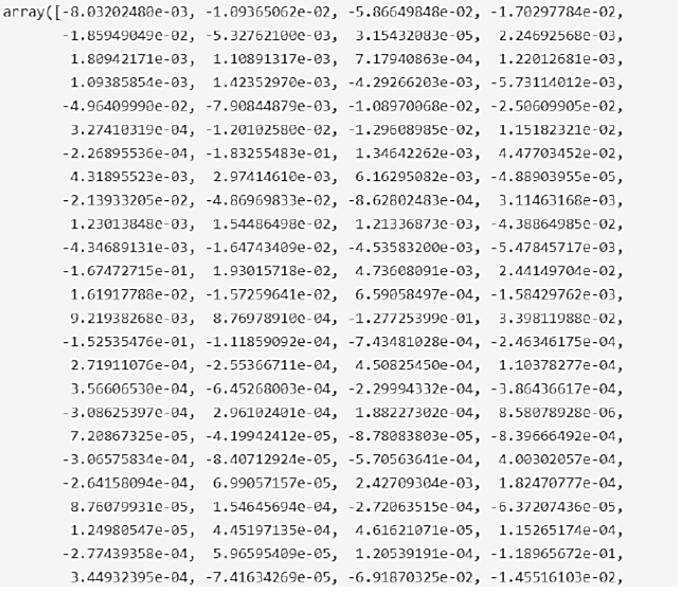 array([-8.03202480e-03, -1.09365062e-02, -5.86649848e-02, -1.70297784e-02,
-1.85949049e-02, -5.32762100e-03, 3.15432083e-05, 2.24692568e-03,
1.80942171e-03, 1.10891317e-03, 7.17940863e-04, 1.22012681e-03,
1.09385854e-03, 1.42352970e-03, -4.29266203e-03, -5.73114012e-03,
-4.96409990e-02, -7.90844879e-03, -1.08970068e-02, -2.50609905e-02,
3.27410319e-04, -1.20102580e-02, -1.29608985e-02, 1.15182321e-02,
-2.26895536e-04, -1.83255483e-01, 1.34642262e-03, 4.47703452e-02,
4.31895523e-03, 2.97414610e-03, 6.16295082e-03, -4.88903955e-05,
-2.13933205e-02, -4.86969833e-02, -8.62802483e-04, 3.11463168e-03,
1.23013848e-03, 1.54486498e-02, 1.21336873e-03, -4.38864985e-02,
-4.34689131e-03, -1.64743409e-02, -4.53583200e-03, -5.47845717e-03,
-1.67472715e-01, 1.93015718e-02, 4.73608091e-03, 2.44149704e-02,
1.61917788e-02, -1.57259641e-02, 6.59058497e-04, -1.58429762e-03,
9.21938268e-03, 8.76978910e-04, -1.27725399e-01, 3.39811988e-02,
-1.52535476e-01, -1.11859092e-04, -7.43481028e-04, -2.46346175e-04,
2.71911076e-04, -2.55366711e-04, 4.50825450e-04, 1.10378277e-04,
3.56606530e-04, -6.45268003e-04, -2.29994332e-04, -3.86436617e-04,
-3.08625397e-04, 2.96102401e-04, 1.88227302e-04, 8.58078928e-06,
7.20867325e-05, -4.19942412e-05, -8.78083803e-05, -8.39666492e-04,
-3.06575834e-04, -8.40712924e-05, -5.70563641e-04, 4.00302057e-04,
-2.64158094e-04, 6.99057157e-05, 2.42709304e-03, 1.82470777e-04,
8.76079931e-05, 1.54645694e-04, -2.72063515e-04, -6.37207436e-05,
1.24980547e-05, 4.45197135e-04, 4.61621071e-05, 1.15265174e-04,
-2.77439358e-04, 5.96595409e-05, 1.20539191e-04, -1.18965672e-01,
3.44932395e-04, -7.41634269e-05, -6.91870325e-02, -1.45516103e-02,